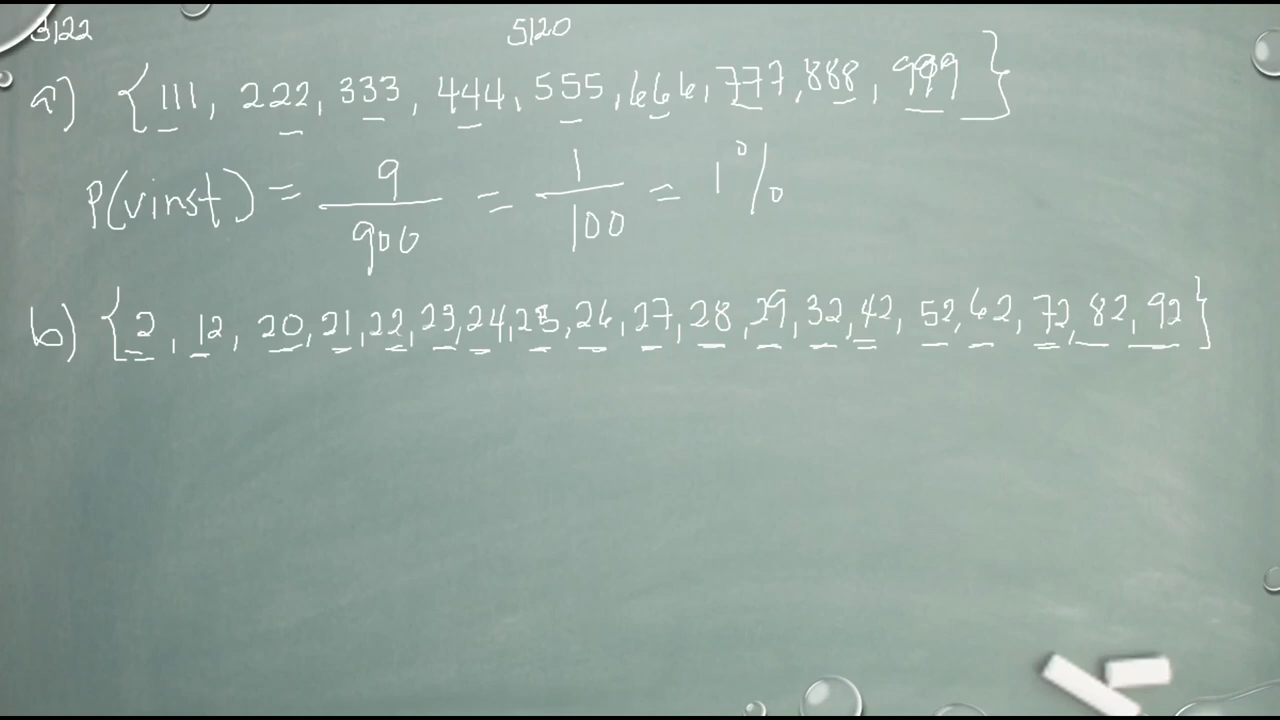 3122 5120
a) {111, 222, 333, 444, 555, 666, 777, 888, 999}
P(vinst) = 9/900 = 1/100 = 1%
b) {2, 12, 20, 21, 22, 23, 24, 25, 26, 27, 28, 29, 32, 42, 52, 62, 72, 82, 92}